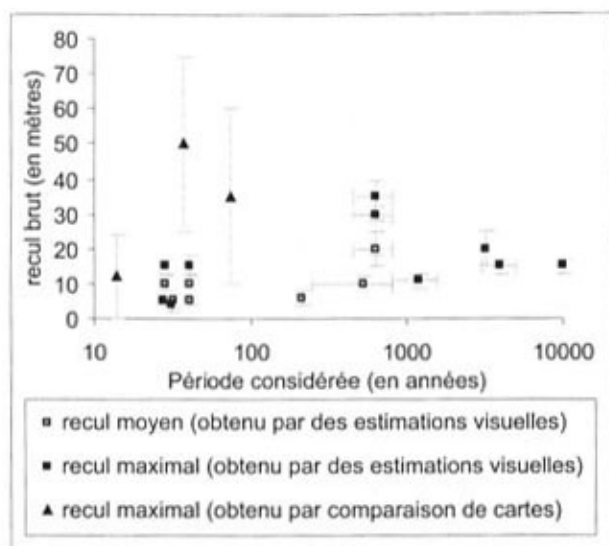 80
70
60
50
40
30
20
10
0
recul brut (en mètres)
10 100 1000 10000
Période considérée (en années)
recul moyen (obtenu par des estimations visuelles)
recul maximal (obtenu par des estimations visuelles)
recul maximal (obtenu par comparaison de cartes)